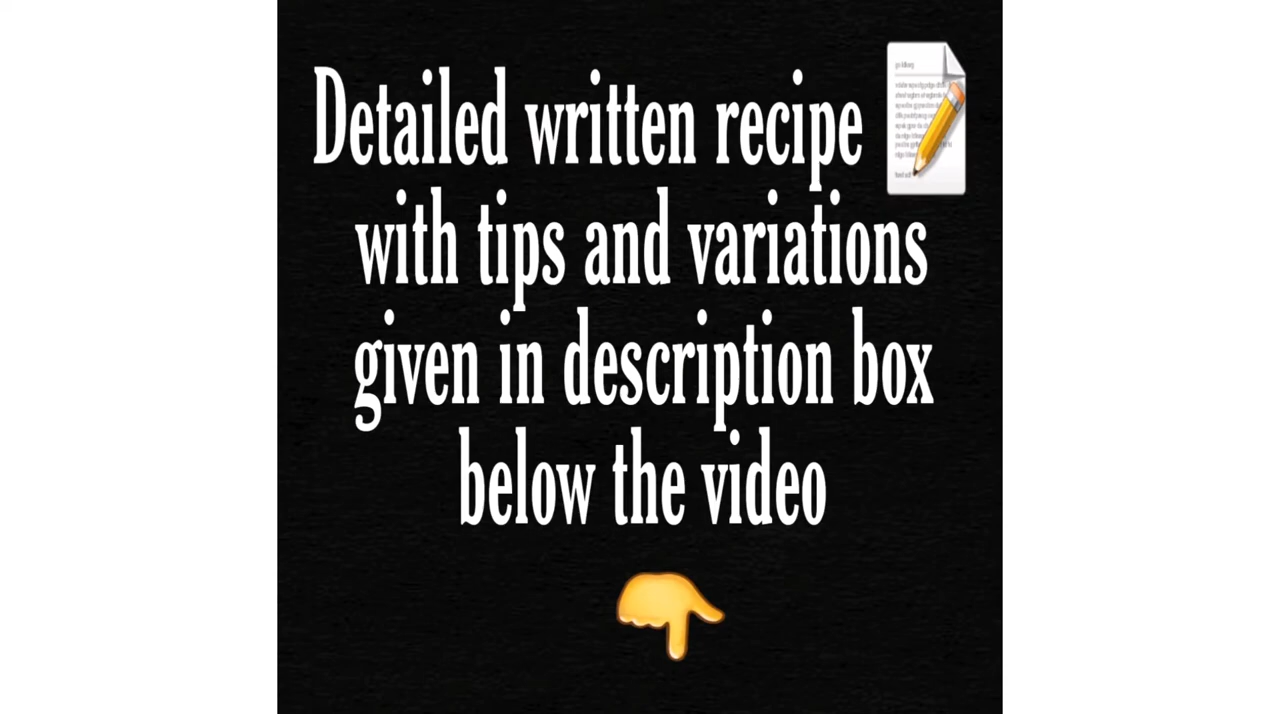 Detailed written recipe
with tips and variations
given in description box
below the video